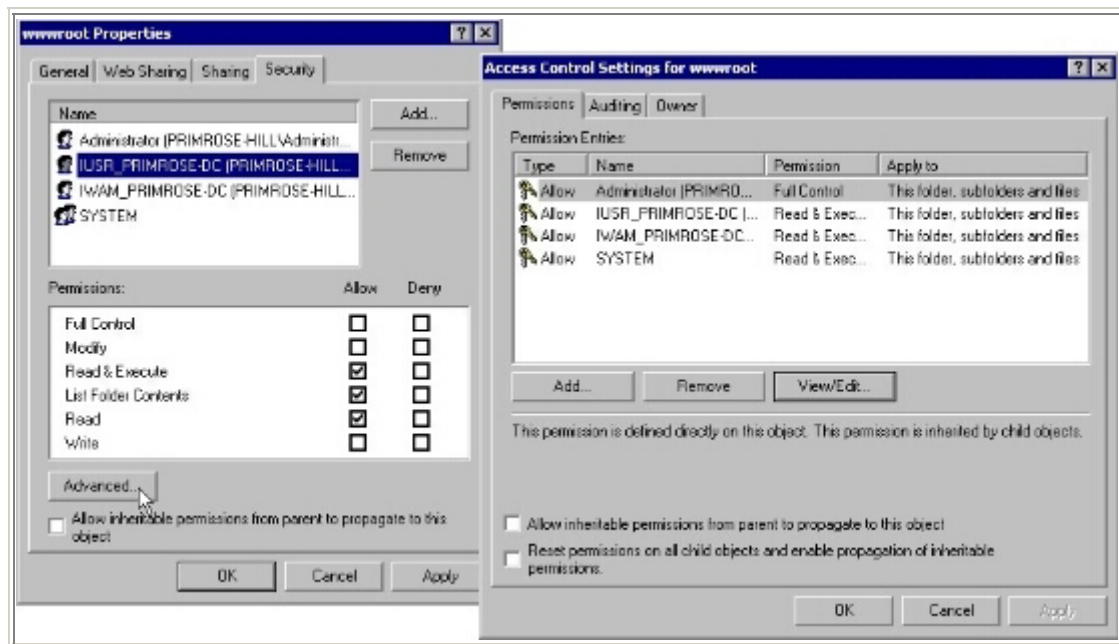 wwwroot Properties
General Web Sharing Sharing Security
Name
Administrator (PRIMROSE-HILL\Administr...
IUSR_PRIMROSE-DC (PRIMROSE-HILL...
IWAM_PRIMROSE-DC (PRIMROSE-HILL...
SYSTEM
Add...
Remove
Permissions: Allow Deny
Full Control
Modify
Read & Execute
List Folder Contents
Read
Write
Advanced...
Allow inheritable permissions from parent to propagate to this
object
OK Cancel Apply
Access Control Settings for wwwroot
Permissions Auditing Owner
Permission Entries:
Type Name Permission Apply to
Allow Administrator (PRIMRO... Full Control This folder, subfolders and files
Allow IUSR_PRIMROSE-DC (... Read & Exec... This folder, subfolders and files
Allow IWAM_PRIMROSE-DC... Read & Exec... This folder, subfolders and files
Allow SYSTEM Read & Exec... This folder, subfolders and files
Add... Remove View/Edit...
This permission is defined directly on this object. This permission is inherited by child objects.
Allow inheritable permissions from parent to propagate to this object
Reset permissions on all child objects and enable propagation of inheritable
permissions.
OK Cancel Apply